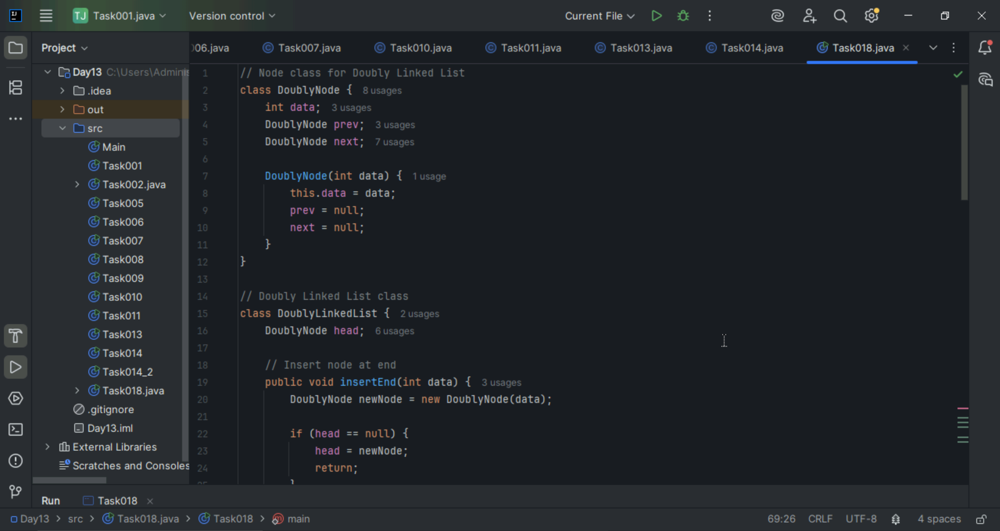 TJ Task001.java Version control Current File
Project
006.java Task007.java Task010.java Task011.java Task013.java Task014.java Task018.java
Day13 C:\Users\Adminis
.idea
out
src
Main
Task001
Task002.java
Task005
Task006
Task007
Task008
Task009
Task010
Task011
Task013
Task014
Task014_2
Task018.java
.gitignore
Day13.iml
External Libraries
Scratches and Consoles
1 // Node class for Doubly Linked List
2 class DoublyNode { 8 usages
3 int data; 3 usages
4 DoublyNode prev; 3 usages
5 DoublyNode next; 7 usages
6
7 DoublyNode(int data) { 1 usage
8 this.data = data;
9 prev = null;
10 next = null;
11 }
12 }
13
14 // Doubly Linked List class
15 class DoublyLinkedList { 2 usages
16 DoublyNode head; 6 usages
17
18 // Insert node at end
19 public void insertEnd(int data) { 3 usages
20 DoublyNode newNode = new DoublyNode(data);
21
22 if (head == null) {
23 head = newNode;
24 return;
25 }
Run Task018
Day13 > src > Task018.java > Task018 > main 69:26 CRLF UTF-8 4 spaces